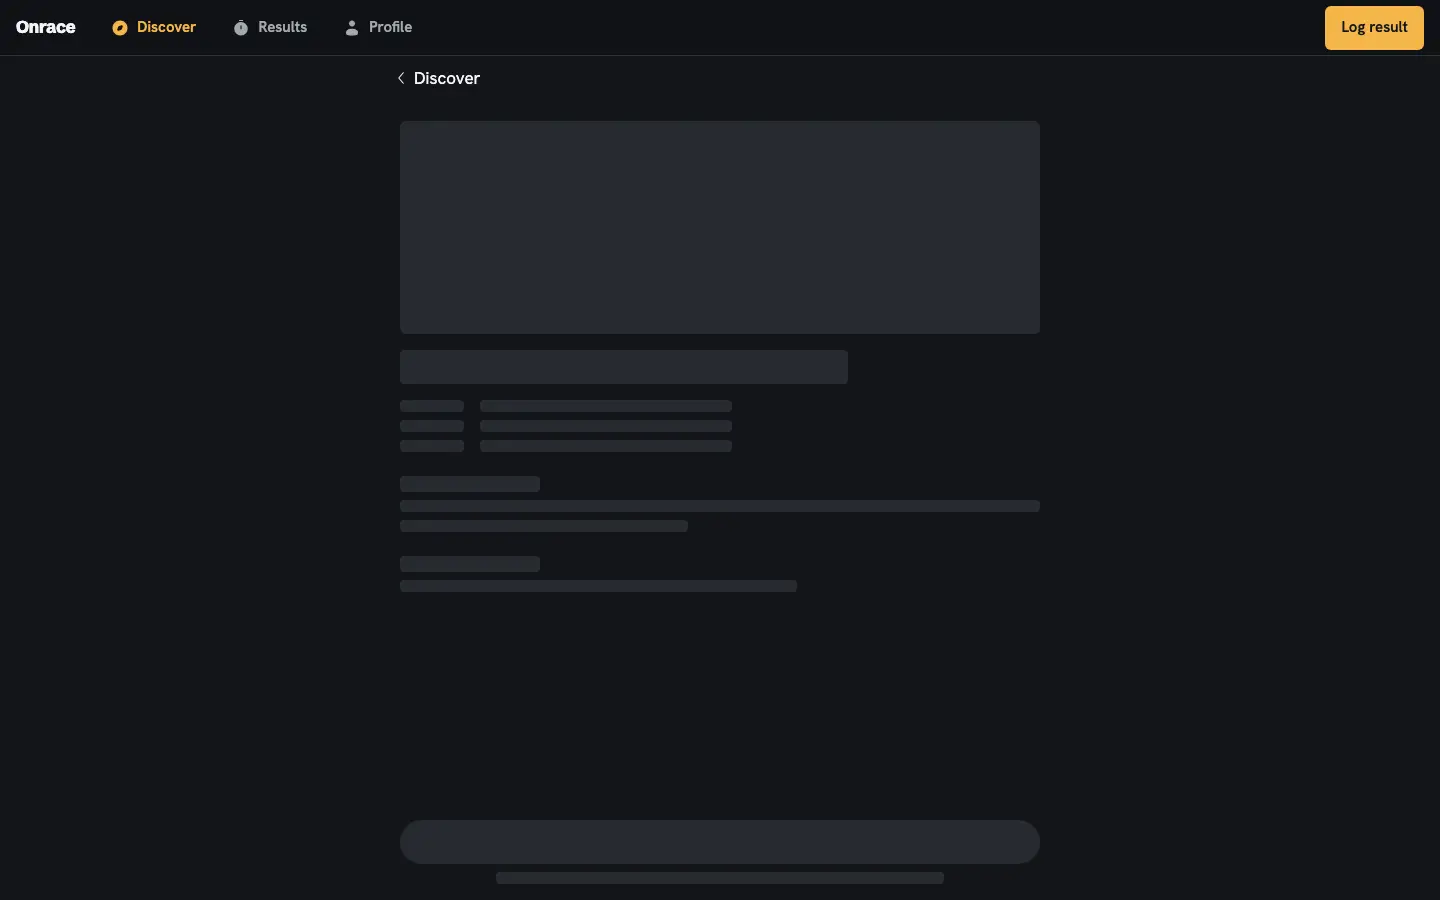 Onrace
Discover
Results
Profile
Log result
Discover